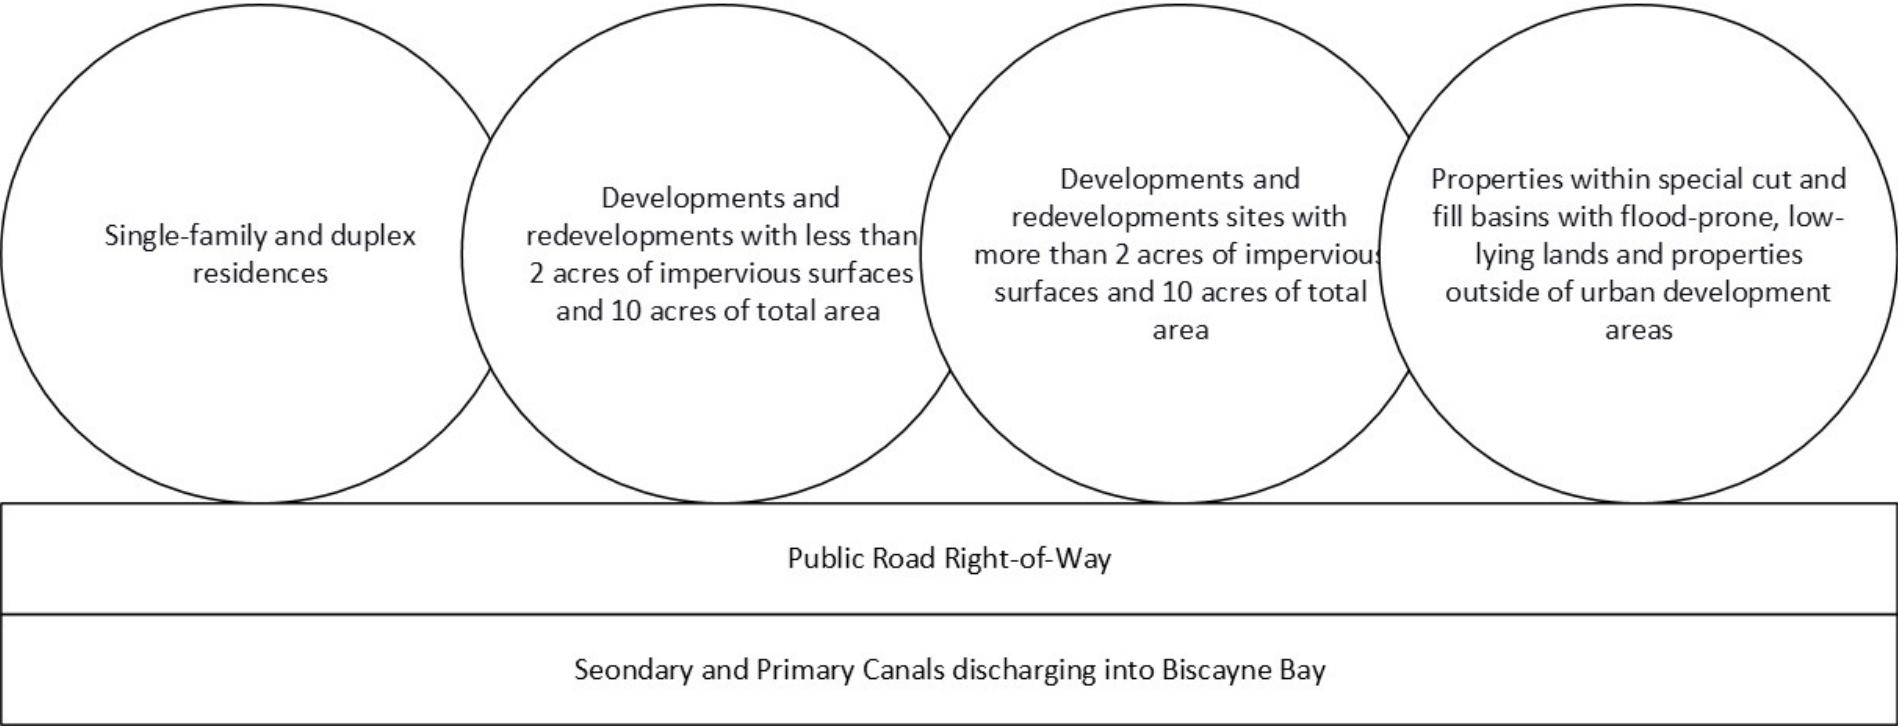 Single-family and duplex
residences
Developments and
redevelopments with less than
2 acres of impervious surfaces
and 10 acres of total area
Developments and
redevelopments sites with
more than 2 acres of impervious
surfaces and 10 acres of total
area
Properties within special cut and
fill basins with flood-prone, low-
lying lands and properties
outside of urban development
areas
Public Road Right-of-Way
Seondary and Primary Canals discharging into Biscayne Bay